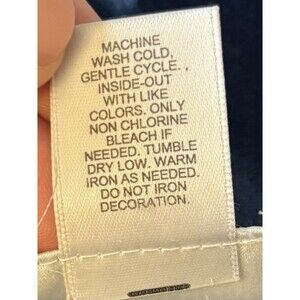 MACHINE
WASH COLD,
GENTLE CYCLE. ,
INSIDE-OUT
WITH LIKE
COLORS. ONLY
NON CHLORINE
BLEACH IF
NEEDED. TUMBLE
DRY LOW. WARM
IRON AS NEEDED.
DO NOT IRON
DECORATION.